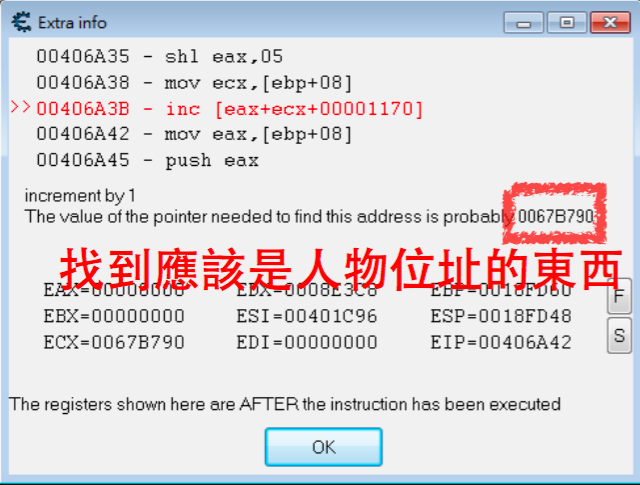 Extra info
00406A35 - shl eax,05
00406A38 - mov ecx,[ebp+08]
>>00406A3B - inc [eax+ecx+00001170]
00406A42 - mov eax,[ebp+08]
00406A45 - push eax
increment by 1
The value of the pointer needed to find this address is probably 0067B790
找到應該是人物位址的東西
EAX=00000000 EDX=0008E3C8 EBP=0018FD60
F
EBX=00000000 ESI=00401C96 ESP=0018FD48
S
ECX=0067B790 EDI=00000000 EIP=00406A42
The registers shown here are AFTER the instruction has been executed
OK